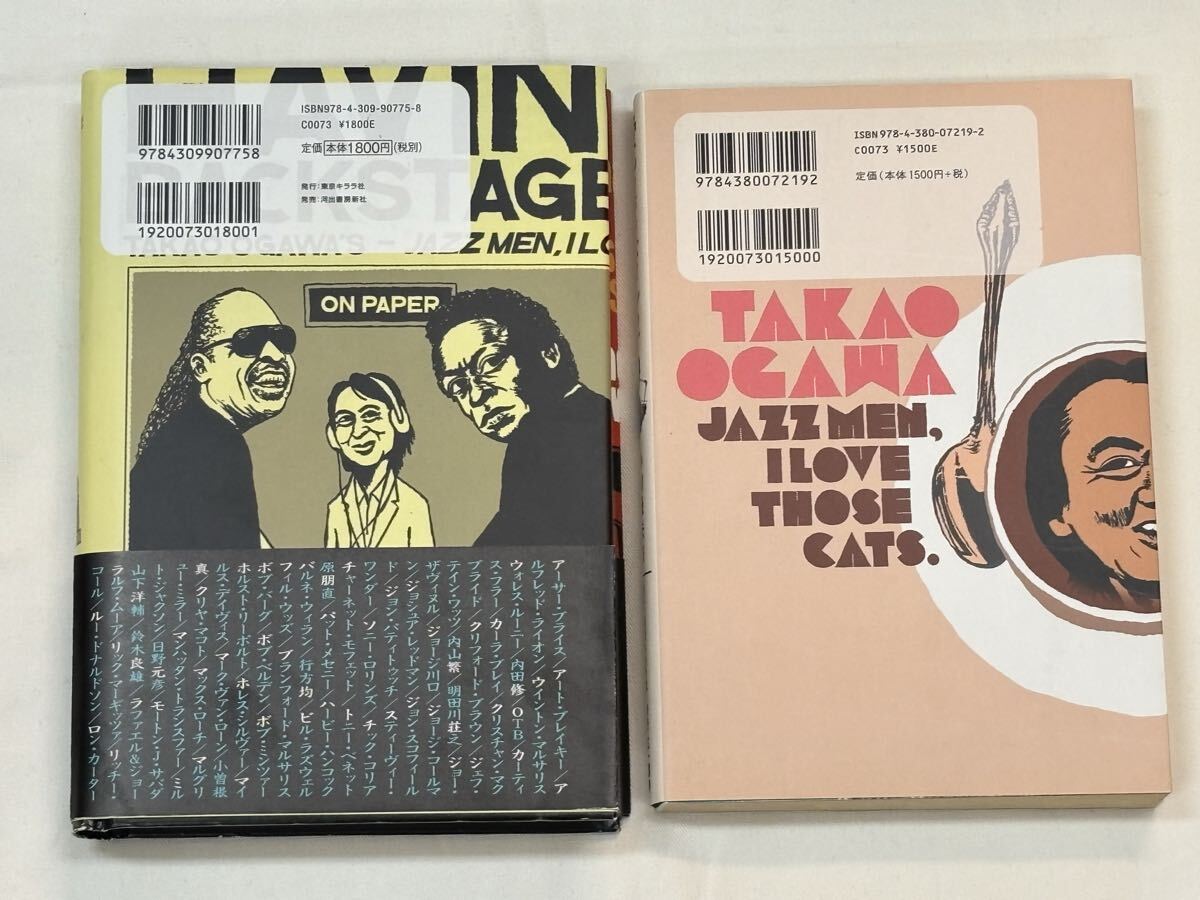 HAVIN
ISBN978-4-309-90775-8
C0073 ¥1800E
9784309907758
定価 本体1800円(税別)
発行:東京キララ社
発売:河出書房新社
1920073018001
BACKSTAGE
TAKAO OGAWA'S – JAZZ MEN, I LO
ON PAPER
アーサー・ブライス/アート・ブレイキー/ア
ルフレッド・ライオン/ウイントン・マルサリス
ウォレス・ルーニー/内田 修/OTB/カーティ
ス・フラー/カーラ・ブレイ/クリスチャン・マク
ブライド/クリフォード・ブラウン/ジェフ・
テイン・ワッツ/内山 繁/明田川荘之/ジョー・
ザヴィヌル/ジョージ川口/ジョージ・コールマ
ン/ジョシュア・レッドマン/ジョン・スコフィール
ド/ジョン・パティトゥッチ/スティーヴィー・
ワンダー/ソニー・ロリンズ/チック・コリア
チャーネット・モフェット/トニー・ベネット
原 朋直/パット・メセニー/ハービー・ハンコック
バルネ・ウィラン/行方 均/ビル・ラズウェル
フィル・ウッズ/ブランフォード・マルサリス
ボブ・バーグ/ボブ・ベルデン/ボブ・ミンツァー
ホルスト・リーボルト/ホレス・シルヴァー/マイ
ルス・デイヴィス/マーク・ヴァン・ローン/小曽根
真/クリヤ・マコト/マックス・ローチ/マルグリ
ュー・ミラー/マンハッタン・トランスファー/ミル
ト・ジャクソン/日野元彦/モートン・J・サバダ
山下洋輔/鈴木良雄/ラファエル&ジョー
ラルフ・ムーア/リック・マーギッツァ/リッチー・
コール/ルー・ドナルドソン/ロン・カーター
ISBN978-4-380-07219-2
C0073 ¥1500E
9784380072192
定価(本体1500円+税)
1920073015000
TAKAO
OGAWA
JAZZ MEN,
I LOVE
THOSE
CATS.